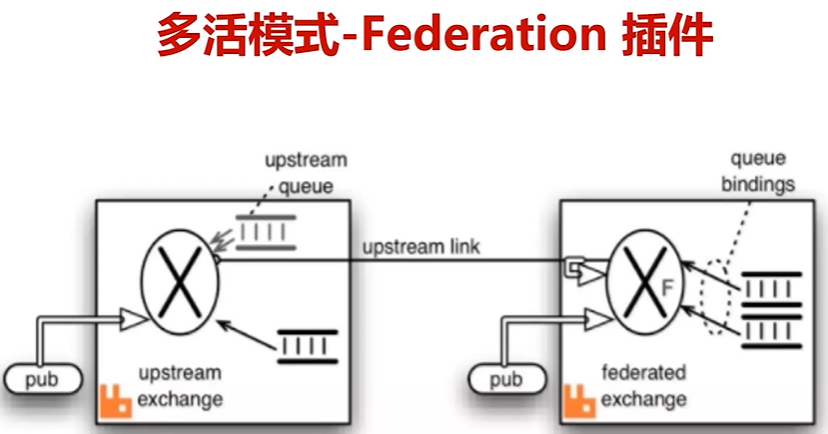 多活模式-Federation 插件
upstream
queue
queue
bindings
upstream link
F
pub
upstream
exchange
pub
federated
exchange